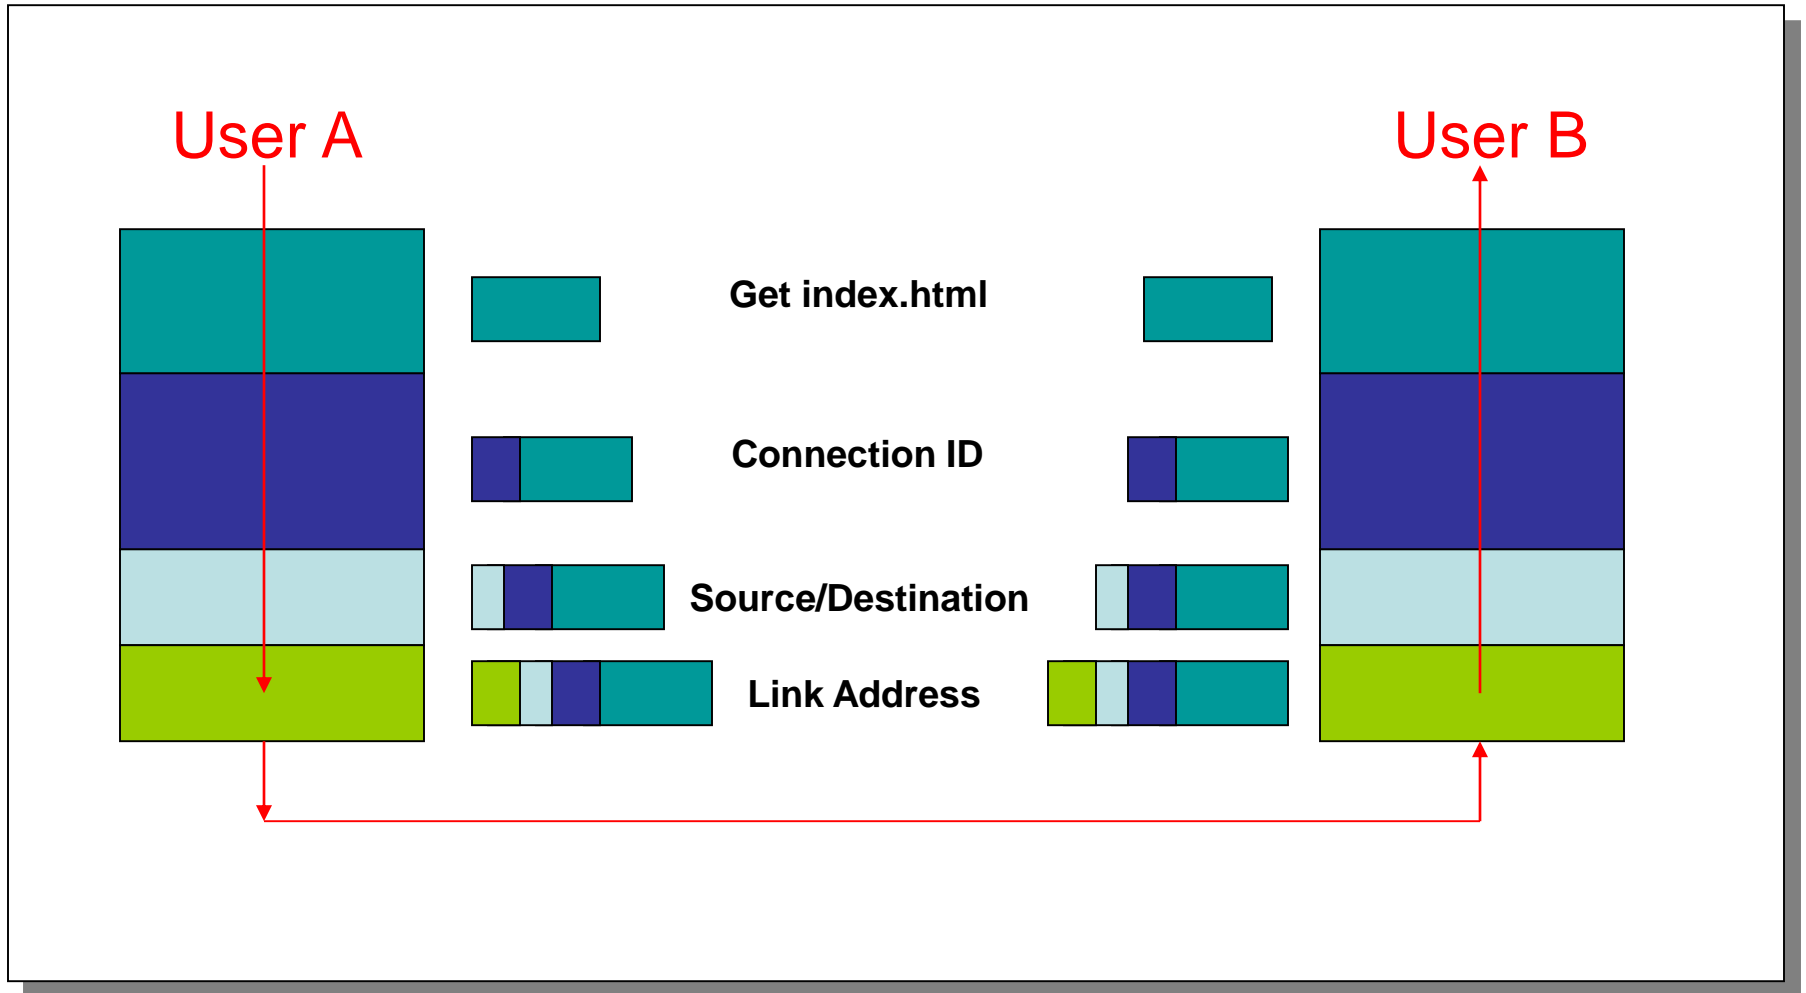 User A
User B
Get index.html
Connection ID
Source/Destination
Link Address